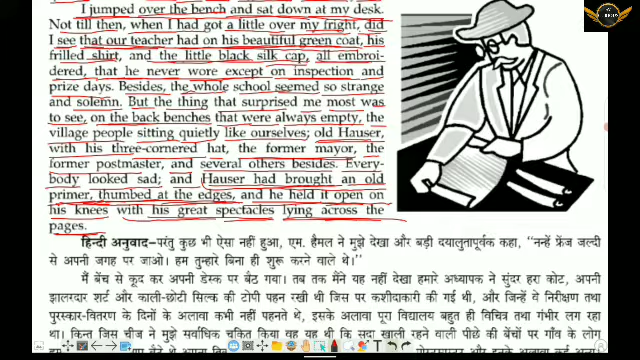 I jumped over the bench and sat down at my desk.
Not till then, when I had got a little over my fright, did
I see that our teacher had on his beautiful green coat, his
frilled shirt, and the little black silk cap, all embroi-
dered, that he never wore except on inspection and
prize days. Besides, the whole school seemed so strange
and solemn. But the thing that surprised me most was
to see, on the back benches that were always empty, the
village people sitting quietly like ourselves; old Hauser,
with his three-cornered hat, the former mayor, the
former postmaster, and several others besides. Every-
body looked sad; and Hauser had brought an old
primer, thumbed at the edges, and he held it open on
his knees with his great spectacles lying across the
pages.
हिन्दी अनुवाद–परंतु कुछ भी ऐसा नहीं हुआ, एम. हैमल ने मुझे देखा और बड़ी दयालुतापूर्वक कहा, "नन्हें फ्रेंज जल्दी
से अपनी जगह पर जाओ। हम तुम्हारे बिना ही शुरू करने वाले थे।"
मैं बेंच से कूद कर अपनी डेस्क पर बैठ गया। तब तक मैंने यह नहीं देखा हमारे अध्यापक ने सुंदर हरा कोट, अपनी
झालरदार शर्ट और काली-छोटी सिल्क की टोपी पहन रखी थी जिस पर कशीदाकारी की गई थी, और जिन्हें वे निरीक्षण तथा
पुरस्कार-वितरण के दिनों के अलावा कभी नहीं पहनते थे, इसके अलावा पूरा विद्यालय बहुत ही विचित्र तथा गंभीर लग रहा
था। किन्तु जिस चीज ने मुझे सर्वाधिक चकित किया वह यह थी कि सदा खाली रहने वाली पीछे की बेंचों पर गाँव के लोग